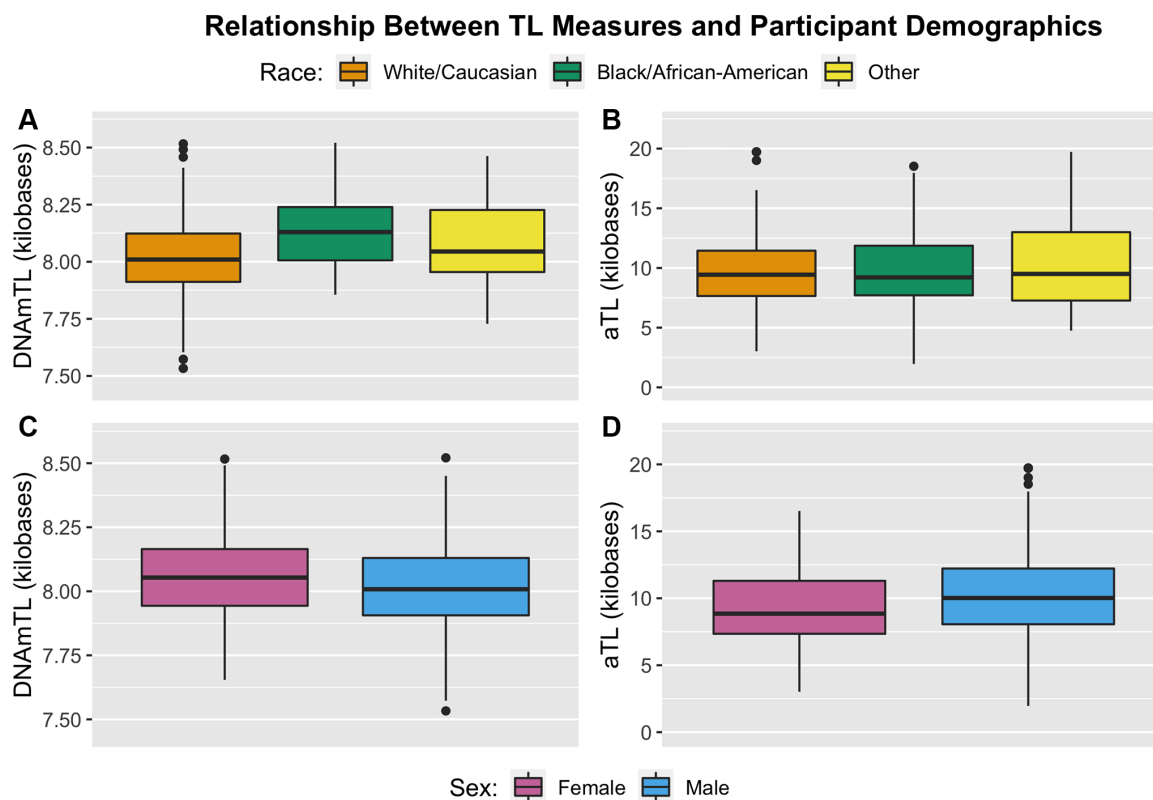 Relationship Between TL Measures and Participant Demographics
Race: White/Caucasian Black/African-American Other
A
DNAmTL (kilobases)
8.50
8.25
8.00
7.75
7.50
B
aTL (kilobases)
20
15
10
5
0
C
DNAmTL (kilobases)
8.50
8.25
8.00
7.75
7.50
D
aTL (kilobases)
20
15
10
5
0
Sex: Female Male